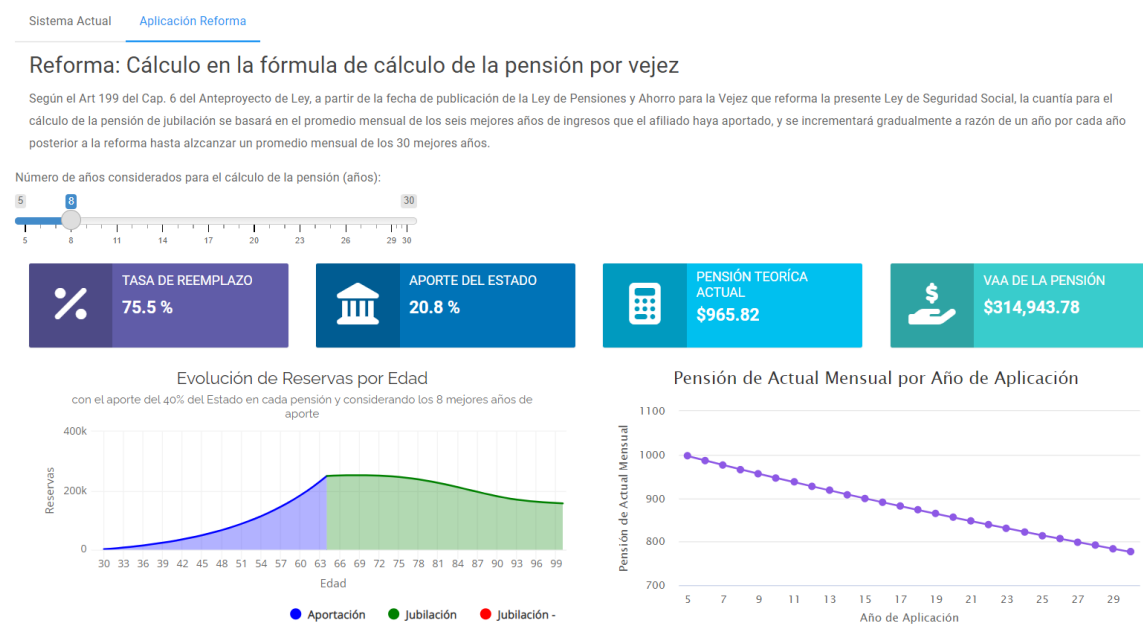 Sistema Actual
Aplicación Reforma
Reforma: Cálculo en la fórmula de cálculo de la pensión por vejez
Según el Art 199 del Cap. 6 del Anteproyecto de Ley, a partir de la fecha de publicación de la Ley de Pensiones y Ahorro para la Vejez que reforma la presente Ley de Seguridad Social, la cuantía para el
cálculo de la pensión de jubilación se basará en el promedio mensual de los seis mejores años de ingresos que el afiliado haya aportado, y se incrementará gradualmente a razón de un año por cada año
posterior a la reforma hasta alzcanzar un promedio mensual de los 30 mejores años.
Número de años considerados para el cálculo de la pensión (años):
5 8 30
5 8 11 14 17 20 23 26 29 30
TASA DE REEMPLAZO
75.5 %
APORTE DEL ESTADO
20.8 %
PENSIÓN TEORÍCA
ACTUAL
$965.82
VAA DE LA PENSIÓN
$314,943.78
Evolución de Reservas por Edad
con el aporte del 40% del Estado en cada pensión y considerando los 8 mejores años de
aporte
400k
200k
0
Reservas
30 33 36 39 42 45 48 51 54 57 60 63 66 69 72 75 78 81 84 87 90 93 96 99
Edad
Aportación
Jubilación
Jubilación -
Pensión de Actual Mensual por Año de Aplicación
1100
1000
900
800
700
Pensión de Actual Mensual
5 7 9 11 13 15 17 19 21 23 25 27 29
Año de Aplicación